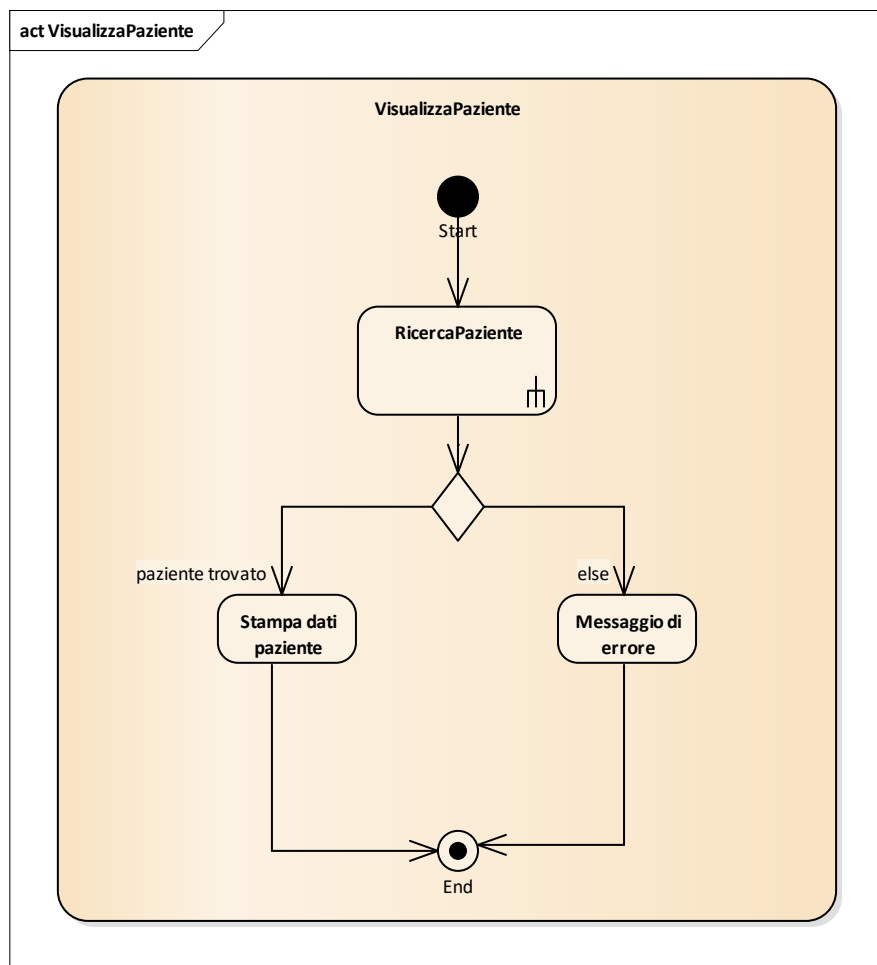 act VisualizzaPaziente
VisualizzaPaziente
Start
RicercaPaziente
paziente trovato
else
Stampa dati
paziente
Messaggio di
errore
End